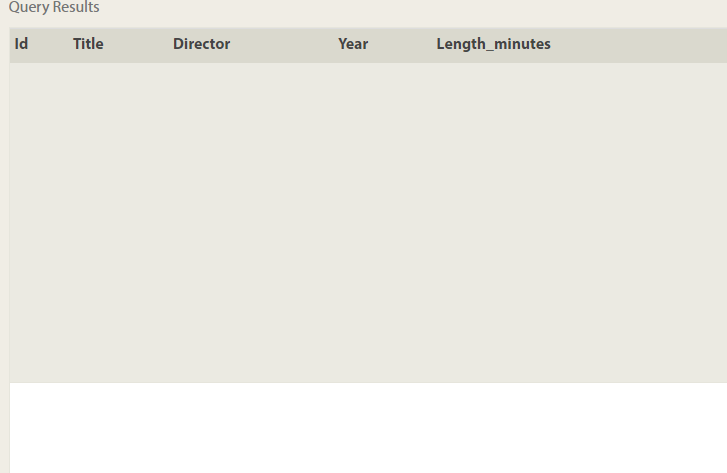 Query Results
Id Title Director Year Length_minutes